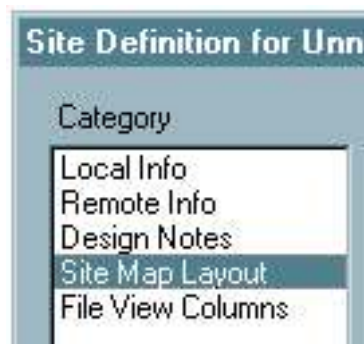 Site Definition for Unn
Category
Local Info
Remote Info
Design Notes
Site Map Layout
File View Columns